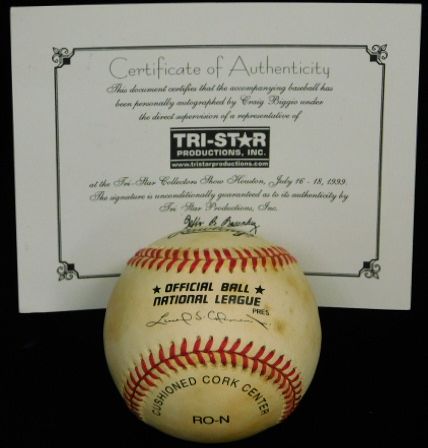 Certificate of Authenticity
This document certifies that the accompanying baseball has
been personally autographed by Craig Biggio under
the direct supervision of a representative of
TRI-STAR
PRODUCTIONS, INC.
www.tristarproductions.com
at the Tri-Star Collectors Show Houston, July 16 - 18, 1999.
The signature is unconditionally guaranteed as to its authenticity by
Tri-Star Productions, Inc.
OFFICIAL BALL
NATIONAL LEAGUE
PRES
CUSHIONED CORK CENTER
RO-N